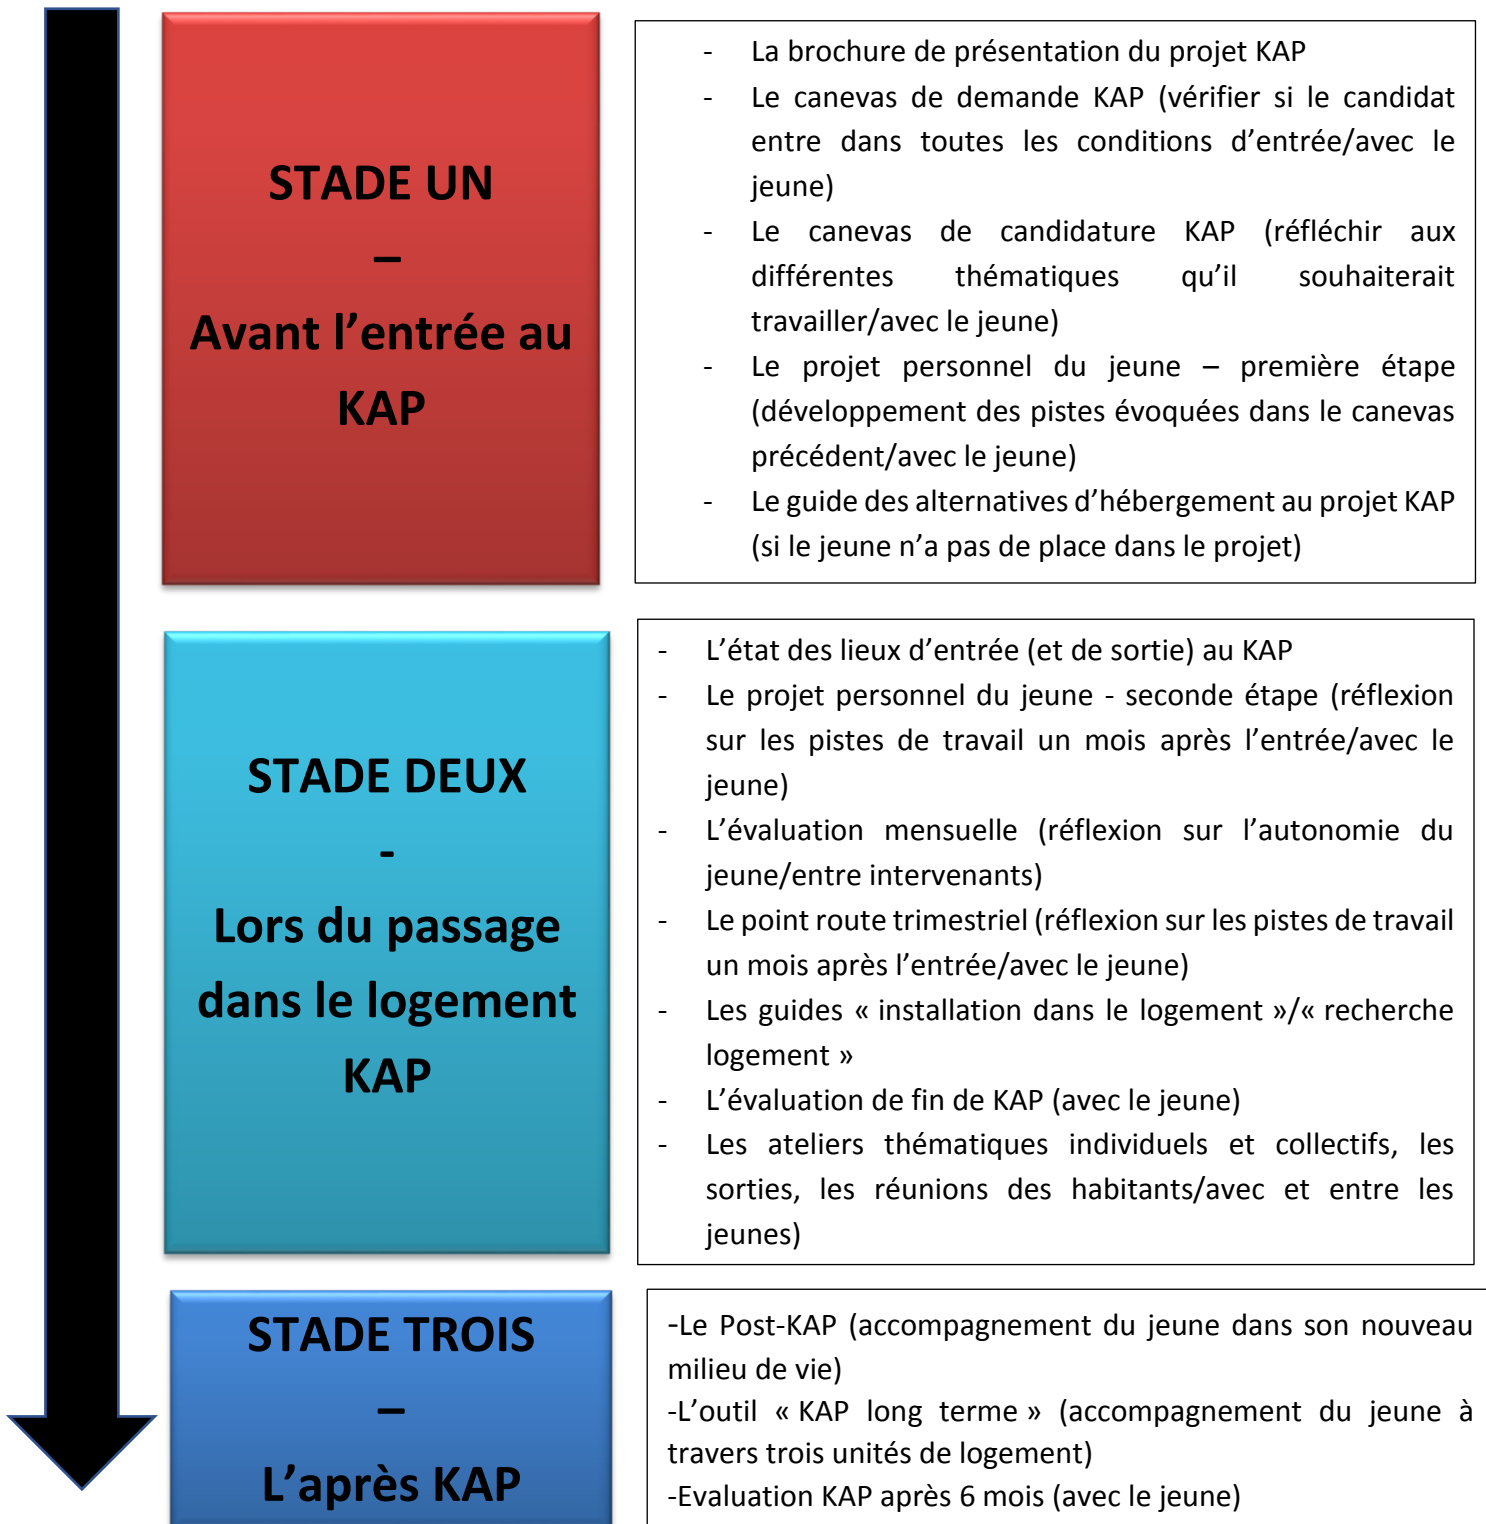 STADE UN
–
Avant l’entrée au
KAP
- La brochure de présentation du projet KAP
- Le canevas de demande KAP (vérifier si le candidat
entre dans toutes les conditions d’entrée/avec le
jeune)
- Le canevas de candidature KAP (réfléchir aux
différentes thématiques qu’il souhaiterait
travailler/avec le jeune)
- Le projet personnel du jeune – première étape
(développement des pistes évoquées dans le canevas
précédent/avec le jeune)
- Le guide des alternatives d’hébergement au projet KAP
(si le jeune n’a pas de place dans le projet)
STADE DEUX
-
Lors du passage
dans le logement
KAP
- L’état des lieux d’entrée (et de sortie) au KAP
- Le projet personnel du jeune - seconde étape (réflexion
sur les pistes de travail un mois après l’entrée/avec le
jeune)
- L’évaluation mensuelle (réflexion sur l’autonomie du
jeune/entre intervenants)
- Le point route trimestriel (réflexion sur les pistes de travail
un mois après l’entrée/avec le jeune)
- Les guides « installation dans le logement »/« recherche
logement »
- L’évaluation de fin de KAP (avec le jeune)
- Les ateliers thématiques individuels et collectifs, les
sorties, les réunions des habitants/avec et entre les
jeunes)
STADE TROIS
–
L’après KAP
-Le Post-KAP (accompagnement du jeune dans son nouveau
milieu de vie)
-L’outil « KAP long terme » (accompagnement du jeune à
travers trois unités de logement)
-Evaluation KAP après 6 mois (avec le jeune)